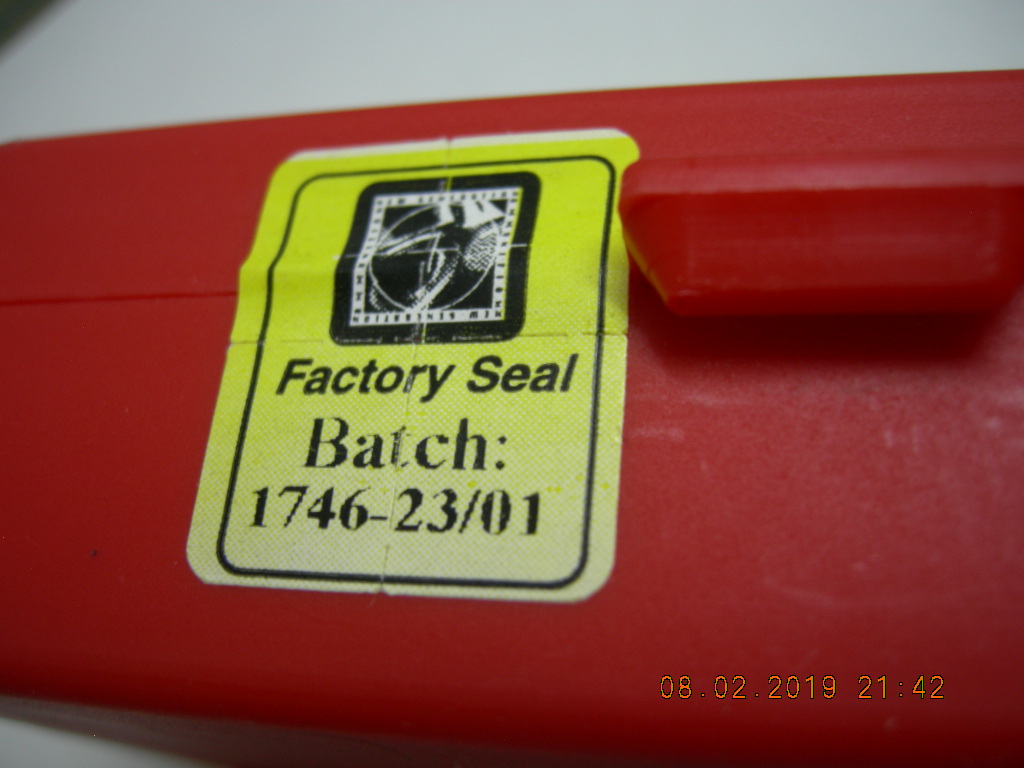 Factory Seal
Batch:
1746-23/01
08.02.2019 21:42